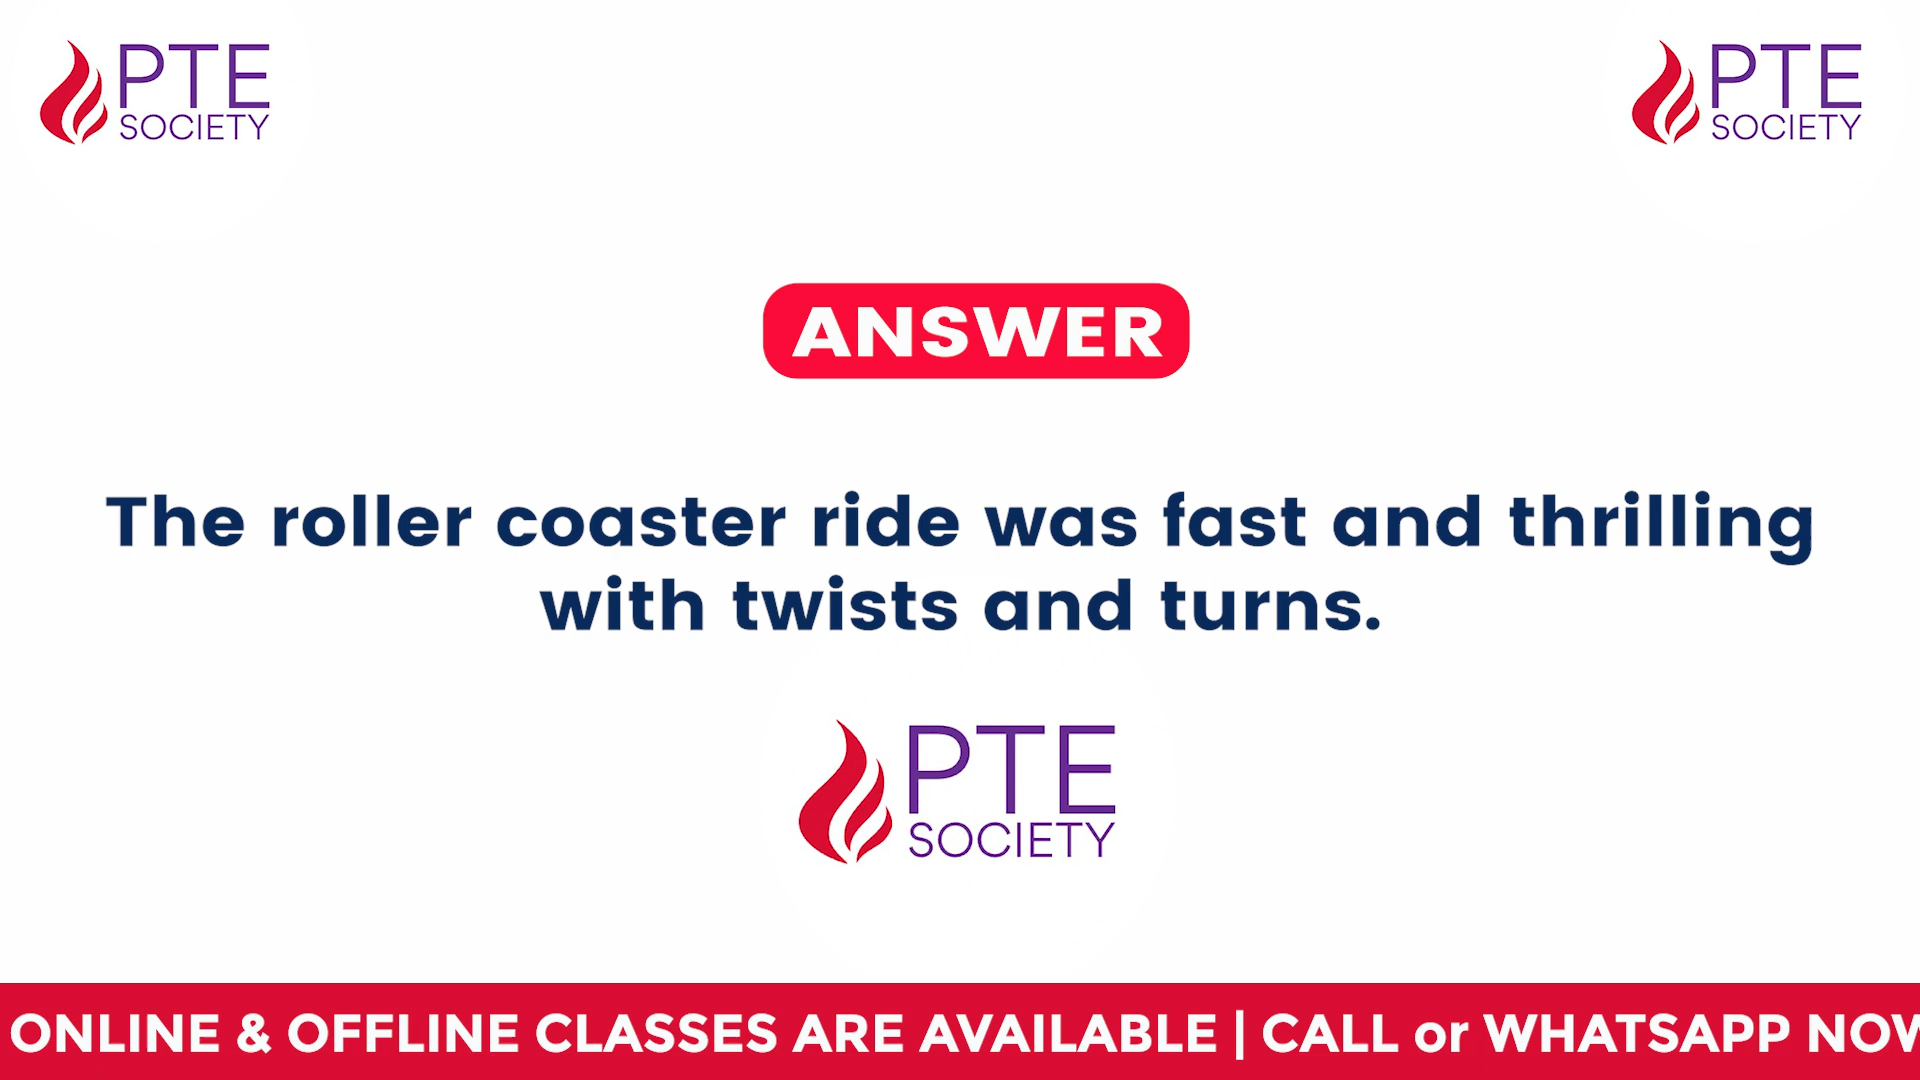 PTE
SOCIETY
PTE
SOCIETY
ANSWER
The roller coaster ride was fast and thrilling
with twists and turns.
PTE
SOCIETY
ONLINE & OFFLINE CLASSES ARE AVAILABLE | CALL or WHATSAPP NOW